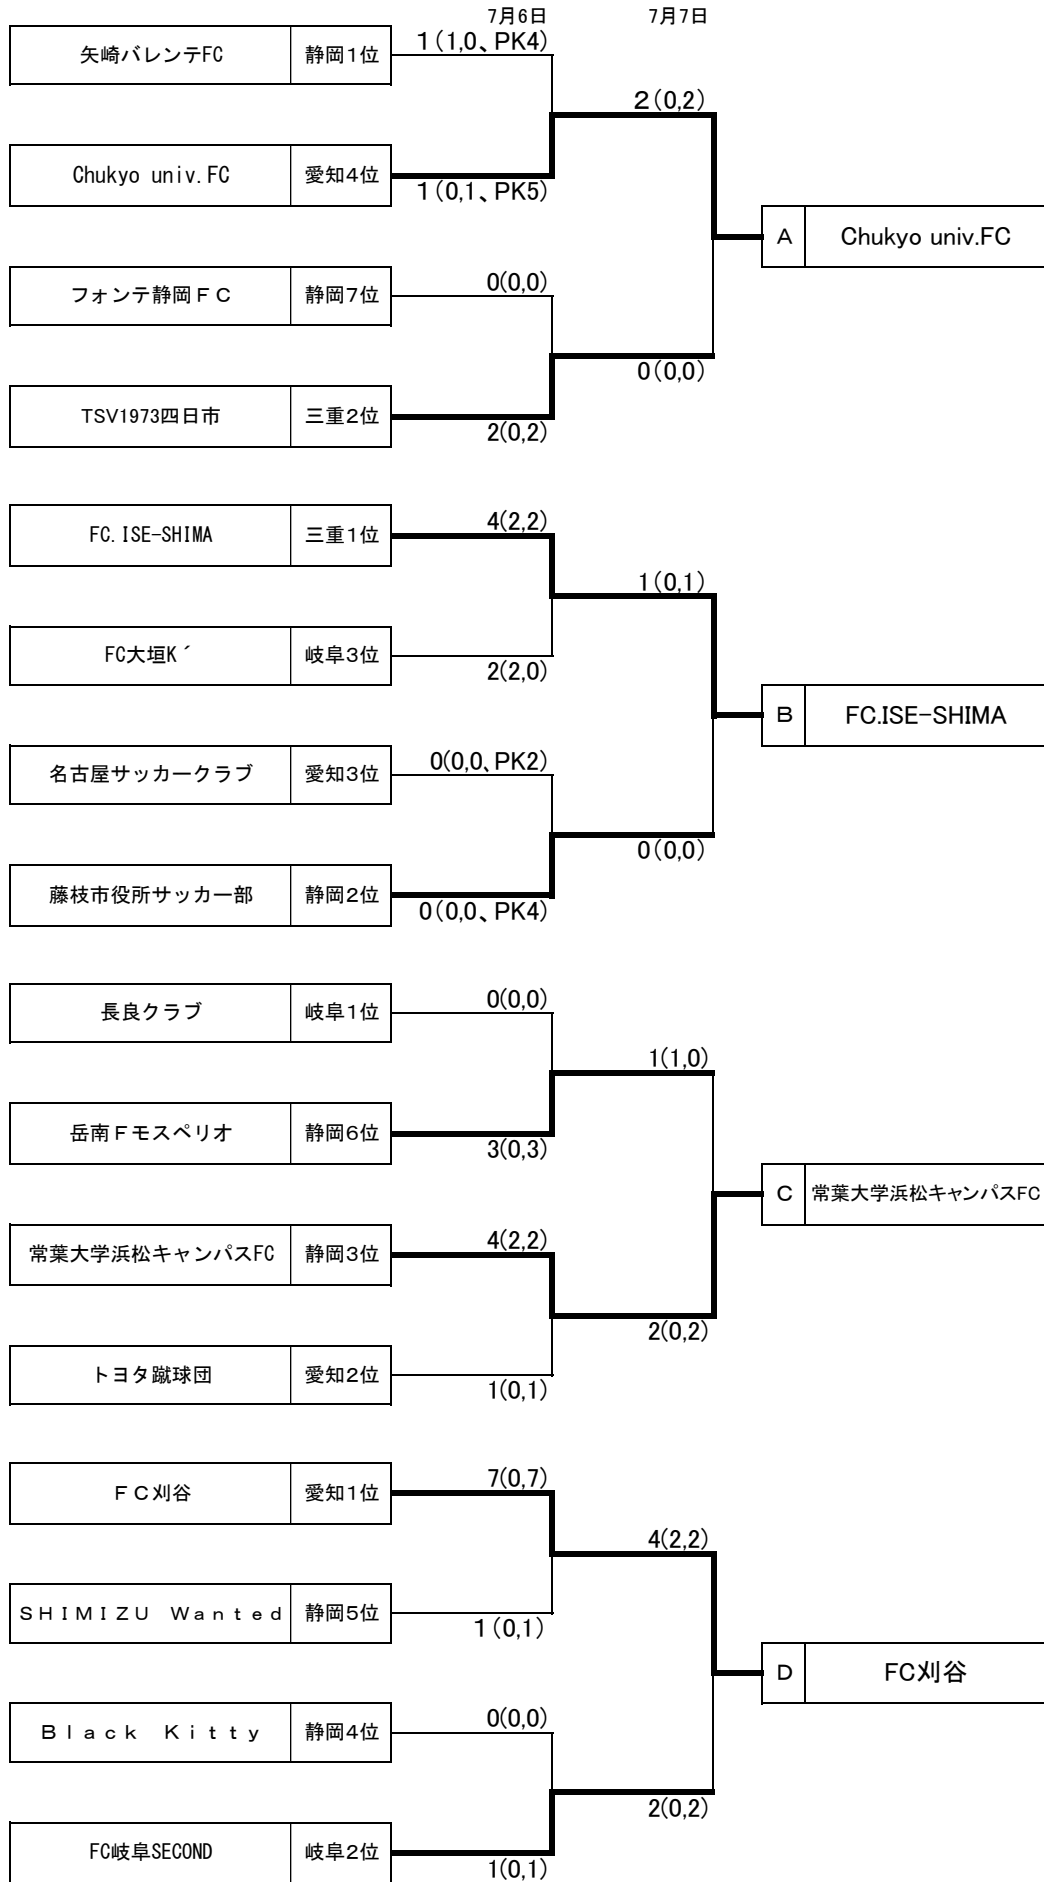 7月6日 7月7日
1(1,0、PK4)
矢崎バレンテFC 静岡1位
2(0,2)
Chukyo univ.FC 愛知4位
1(0,1、PK5)
A Chukyo univ.FC
0(0,0)
フォンテ静岡ＦＣ 静岡7位
0(0,0)
TSV1973四日市 三重2位
2(0,2)
4(2,2)
FC.ISE-SHIMA 三重1位
1(0,1)
FC大垣K´ 岐阜3位
2(2,0)
B FC.ISE-SHIMA
0(0,0、PK2)
名古屋サッカークラブ 愛知3位
0(0,0)
藤枝市役所サッカー部 静岡2位
0(0,0、PK4)
0(0,0)
長良クラブ 岐阜1位
1(1,0)
岳南Ｆモスペリオ 静岡6位
3(0,3)
C 常葉大学浜松キャンパスFC
4(2,2)
常葉大学浜松キャンパスFC 静岡3位
2(0,2)
トヨタ蹴球団 愛知2位
1(0,1)
7(0,7)
ＦＣ刈谷 愛知1位
4(2,2)
ＳＨＩＭＩＺＵ　Ｗａｎｔｅｄ 静岡5位
1(0,1)
D FC刈谷
0(0,0)
Ｂｌａｃｋ　Ｋｉｔｔｙ 静岡4位
2(0,2)
FC岐阜SECOND 岐阜2位
1(0,1)